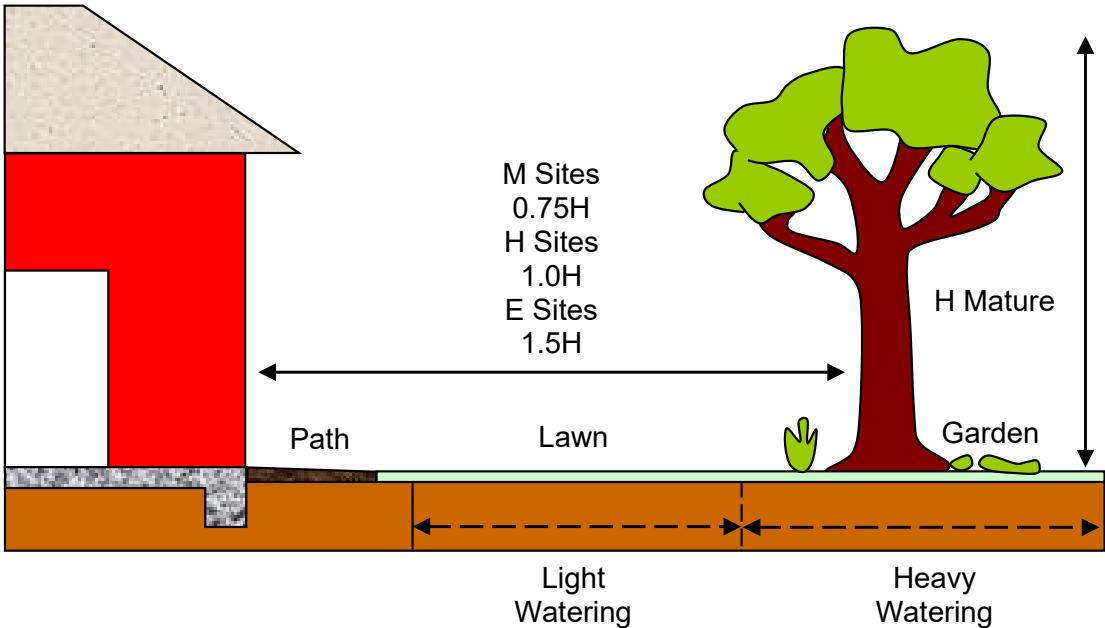 M Sites
0.75H
H Sites
1.0H
E Sites
1.5H
H Mature
Path
Lawn
Garden
Light
Watering
Heavy
Watering